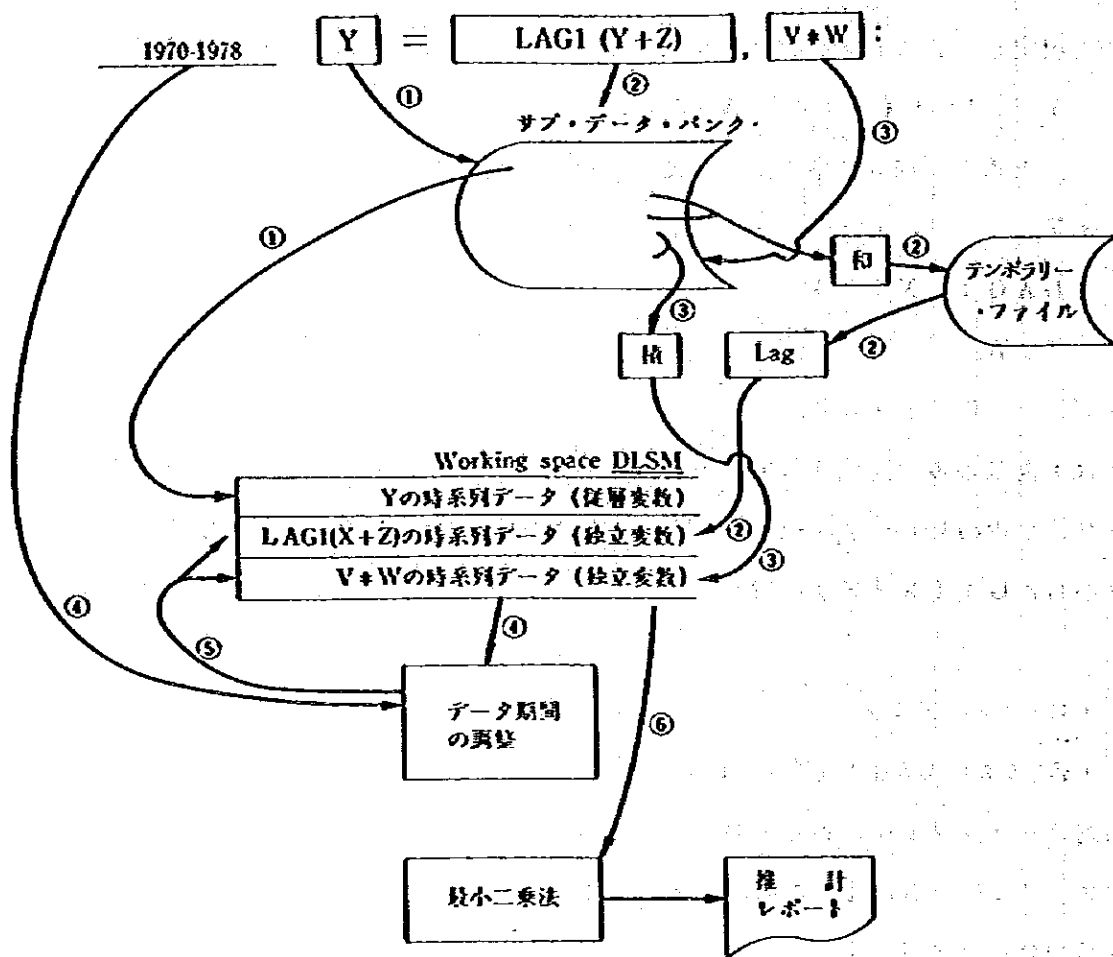 1970-1978 Y = LAG1 (Y+Z) , V*W :
① ②
サブ・データ・バンク
③
① 和 ② テンポラリー
・ファイル
③ ②
積 Lag
Working space DLSM
Yの時系列データ (従層変数)
LAG1(X+Z)の時系列データ (独立変数) ②
③
V*Wの時系列データ (独立変数)
④ ④
⑤
データ期間 ⑥
の調整
最小二乗法 推 計
レポート